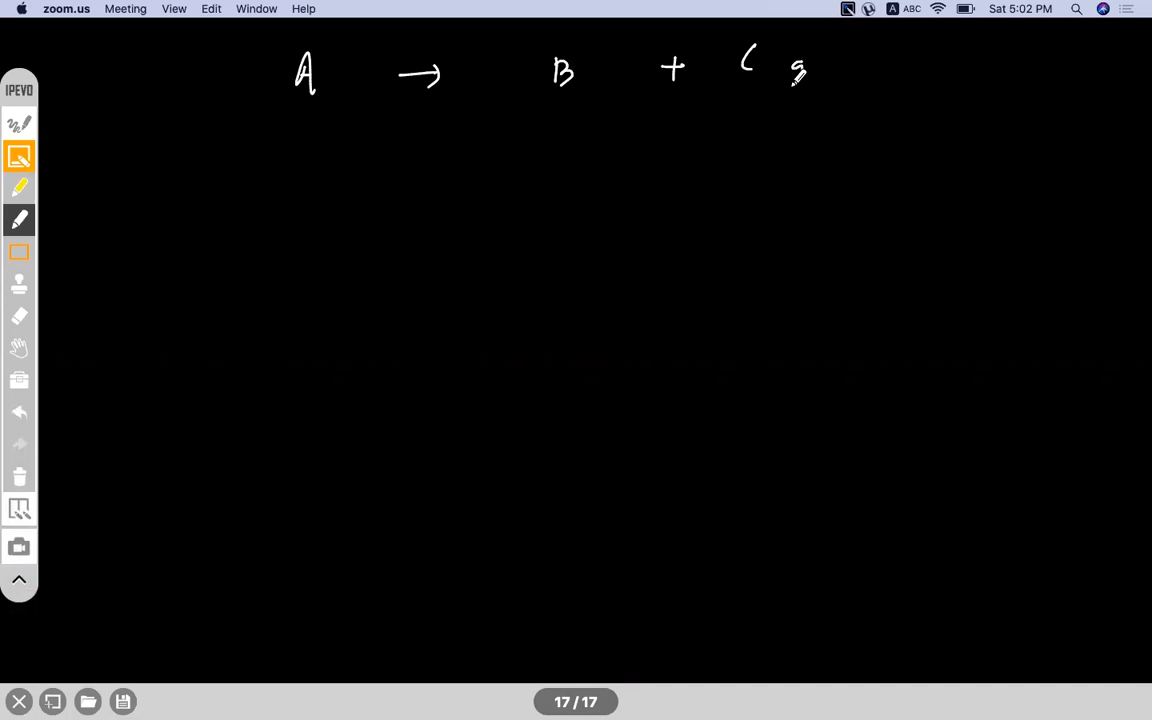 zoom.us Meeting View Edit Window Help A ABC Sat 5:02 PM
A → B + C g
IPEVO
17/17